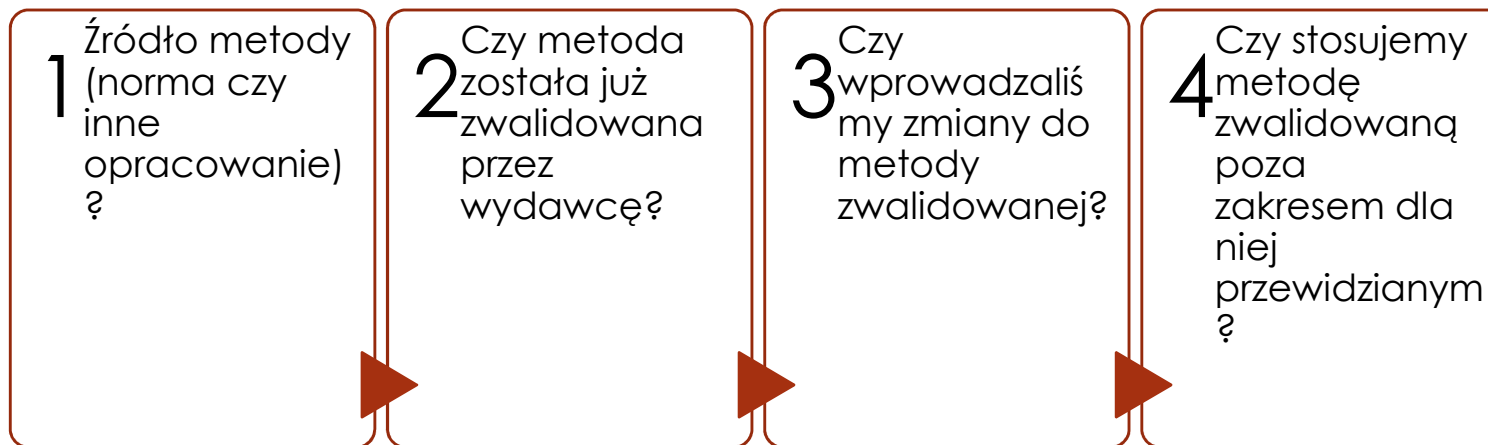 1
Źródło metody
(norma czy
inne
opracowanie)
?
2
Czy metoda
została już
zwalidowana
przez
wydawcę?
3
Czy
wprowadzaliś
my zmiany do
metody
zwalidowanej?
4
Czy stosujemy
metodę
zwalidowaną
poza
zakresem dla
niej
przewidzianym
?